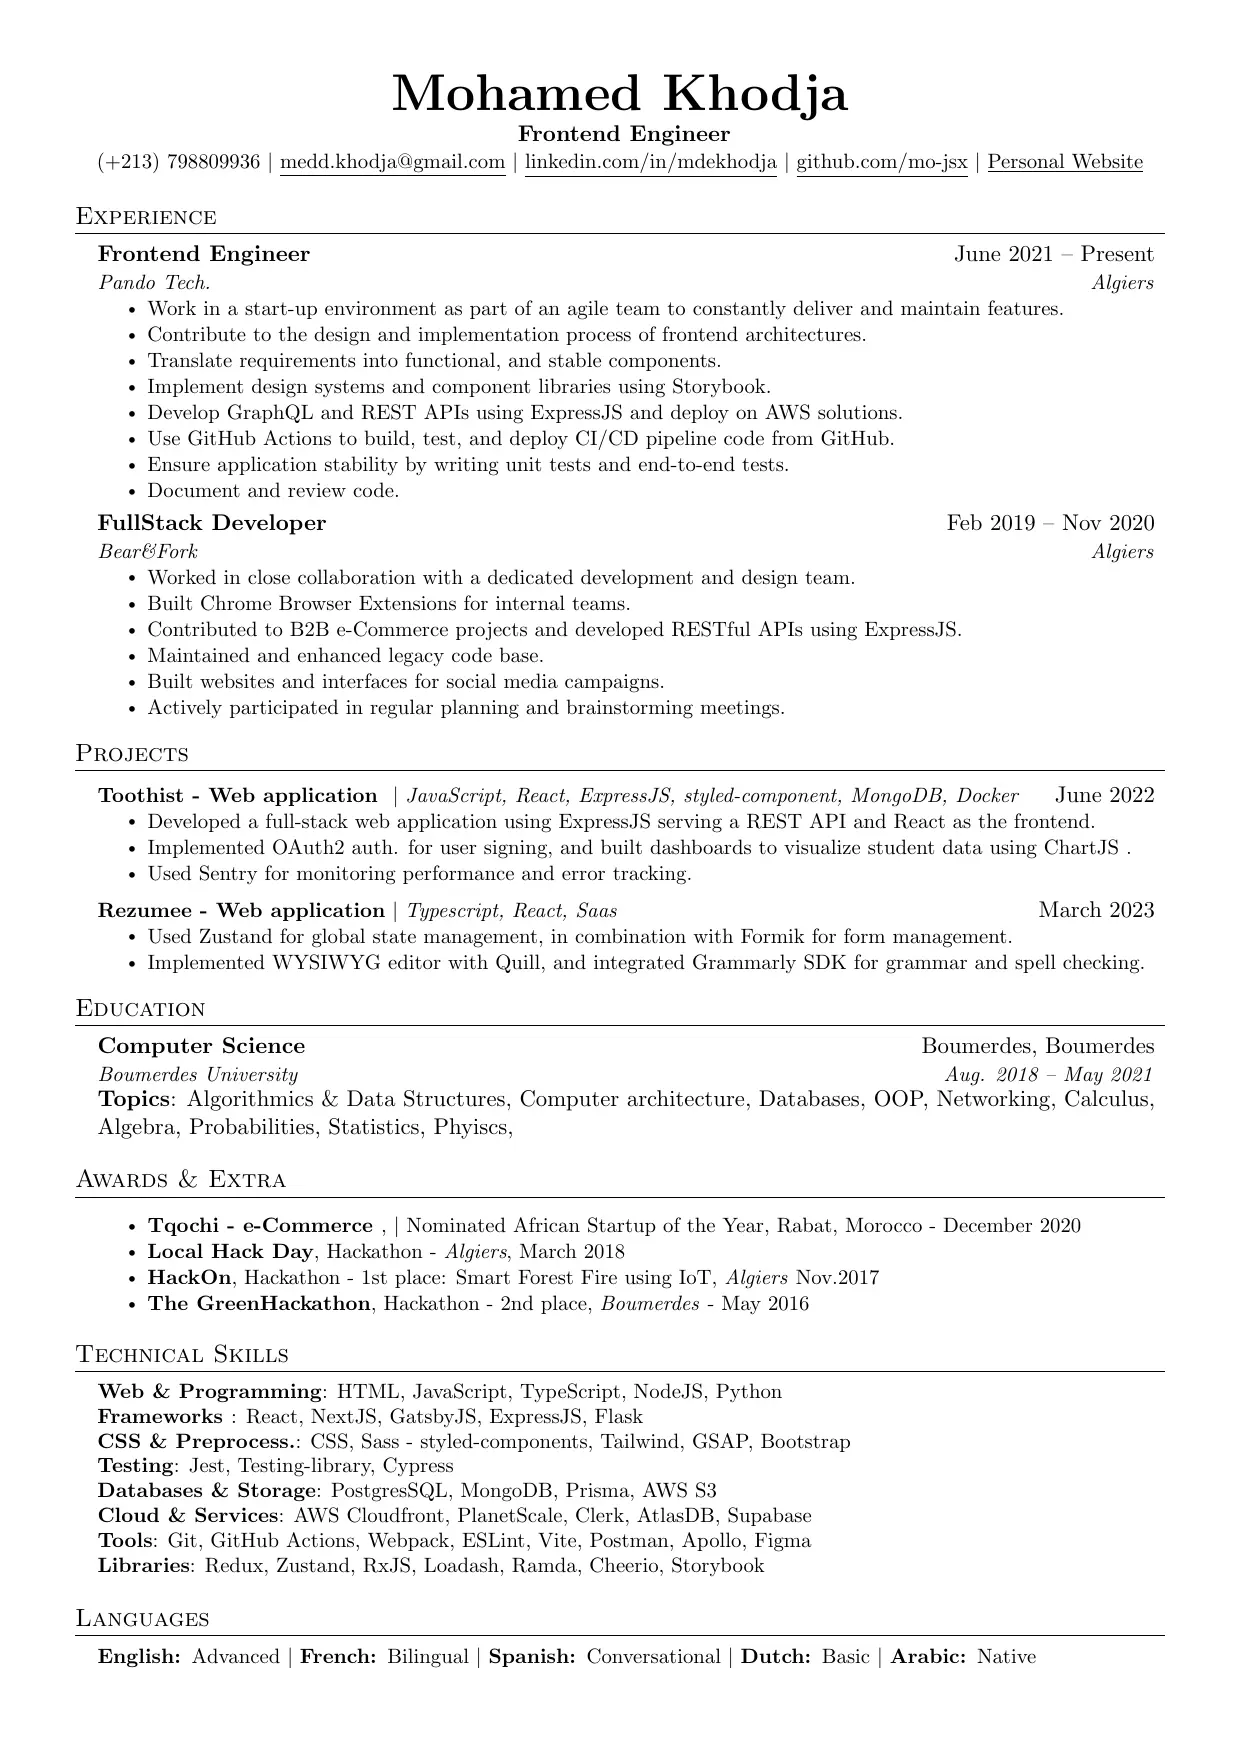 Mohamed Khodja
Frontend Engineer
(+213) 798809936 | medd.khodja@gmail.com | linkedin.com/in/mdekhodja | github.com/mo-jsx | Personal Website
Experience
Frontend Engineer June 2021 – Present
Pando Tech. Algiers
• Work in a start-up environment as part of an agile team to constantly deliver and maintain features.
• Contribute to the design and implementation process of frontend architectures.
• Translate requirements into functional, and stable components.
• Implement design systems and component libraries using Storybook.
• Develop GraphQL and REST APIs using ExpressJS and deploy on AWS solutions.
• Use GitHub Actions to build, test, and deploy CI/CD pipeline code from GitHub.
• Ensure application stability by writing unit tests and end-to-end tests.
• Document and review code.
FullStack Developer Feb 2019 – Nov 2020
Bear&Fork Algiers
• Worked in close collaboration with a dedicated development and design team.
• Built Chrome Browser Extensions for internal teams.
• Contributed to B2B e-Commerce projects and developed RESTful APIs using ExpressJS.
• Maintained and enhanced legacy code base.
• Built websites and interfaces for social media campaigns.
• Actively participated in regular planning and brainstorming meetings.
Projects
Toothist - Web application | JavaScript, React, ExpressJS, styled-component, MongoDB, Docker June 2022
• Developed a full-stack web application using ExpressJS serving a REST API and React as the frontend.
• Implemented OAuth2 auth. for user signing, and built dashboards to visualize student data using ChartJS .
• Used Sentry for monitoring performance and error tracking.
Rezumee - Web application | Typescript, React, Saas March 2023
• Used Zustand for global state management, in combination with Formik for form management.
• Implemented WYSIWYG editor with Quill, and integrated Grammarly SDK for grammar and spell checking.
Education
Computer Science Boumerdes, Boumerdes
Boumerdes University Aug. 2018 – May 2021
Topics: Algorithmics & Data Structures, Computer architecture, Databases, OOP, Networking, Calculus,
Algebra, Probabilities, Statistics, Phyiscs,
Awards & Extra
• Tqochi - e-Commerce , | Nominated African Startup of the Year, Rabat, Morocco - December 2020
• Local Hack Day, Hackathon - Algiers, March 2018
• HackOn, Hackathon - 1st place: Smart Forest Fire using IoT, Algiers Nov.2017
• The GreenHackathon, Hackathon - 2nd place, Boumerdes - May 2016
Technical Skills
Web & Programming: HTML, JavaScript, TypeScript, NodeJS, Python
Frameworks : React, NextJS, GatsbyJS, ExpressJS, Flask
CSS & Preprocess.: CSS, Sass - styled-components, Tailwind, GSAP, Bootstrap
Testing: Jest, Testing-library, Cypress
Databases & Storage: PostgresSQL, MongoDB, Prisma, AWS S3
Cloud & Services: AWS Cloudfront, PlanetScale, Clerk, AtlasDB, Supabase
Tools: Git, GitHub Actions, Webpack, ESLint, Vite, Postman, Apollo, Figma
Libraries: Redux, Zustand, RxJS, Loadash, Ramda, Cheerio, Storybook
Languages
English: Advanced | French: Bilingual | Spanish: Conversational | Dutch: Basic | Arabic: Native